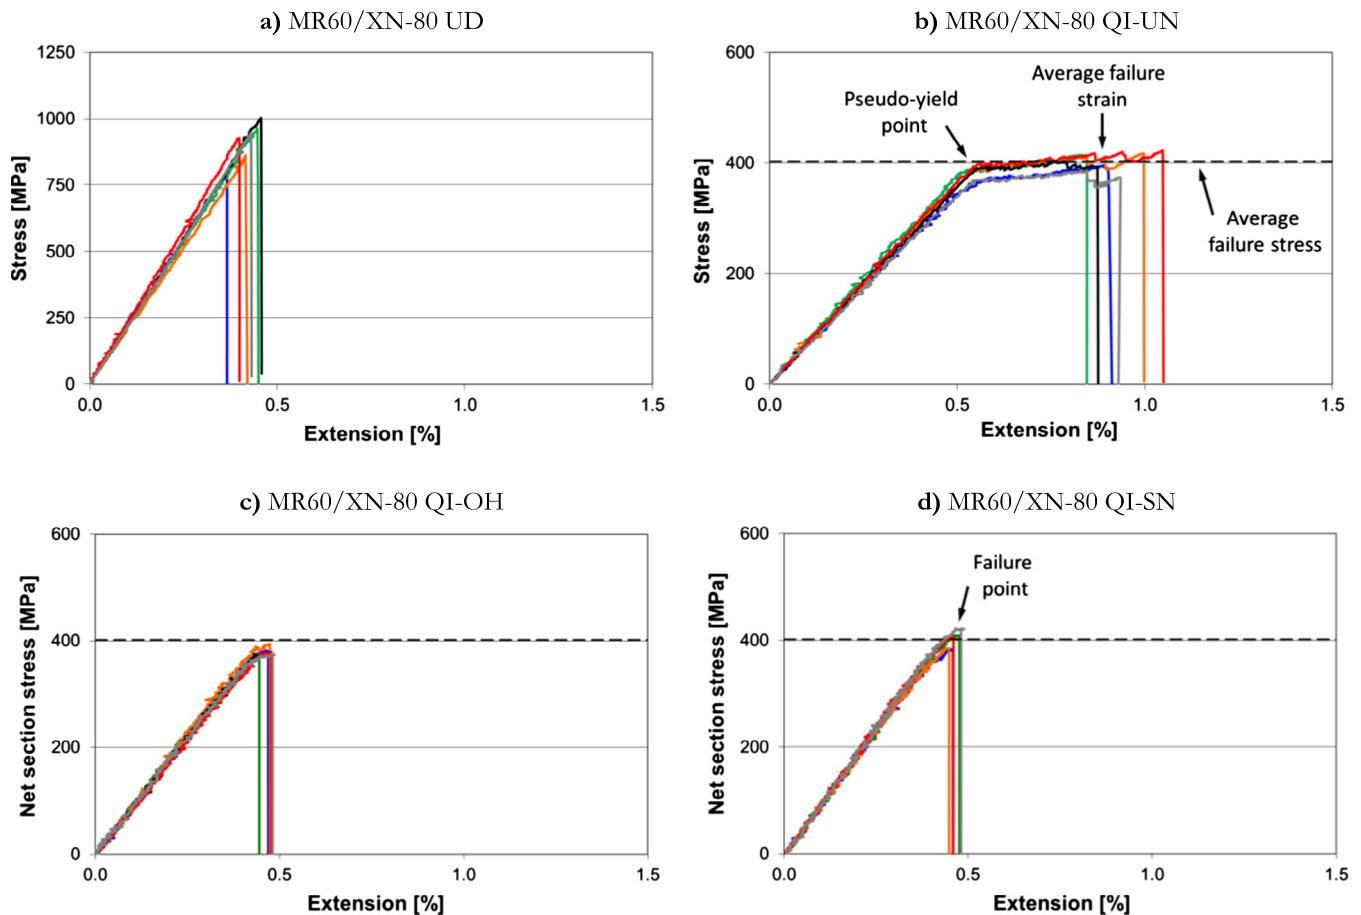 a) MR60/XN-80 UD
1250
1000
750
500
250
0
Stress [MPa]
0.0 0.5 1.0 1.5
Extension [%]
b) MR60/XN-80 QI-UN
600
400
200
0
Stress [MPa]
Pseudo-yield
point
Average failure
strain
Average
failure stress
0.0 0.5 1.0 1.5
Extension [%]
c) MR60/XN-80 QI-OH
600
400
200
0
Net section stress [MPa]
0.0 0.5 1.0 1.5
Extension [%]
d) MR60/XN-80 QI-SN
600
400
200
0
Net section stress [MPa]
Failure
point
0.0 0.5 1.0 1.5
Extension [%]